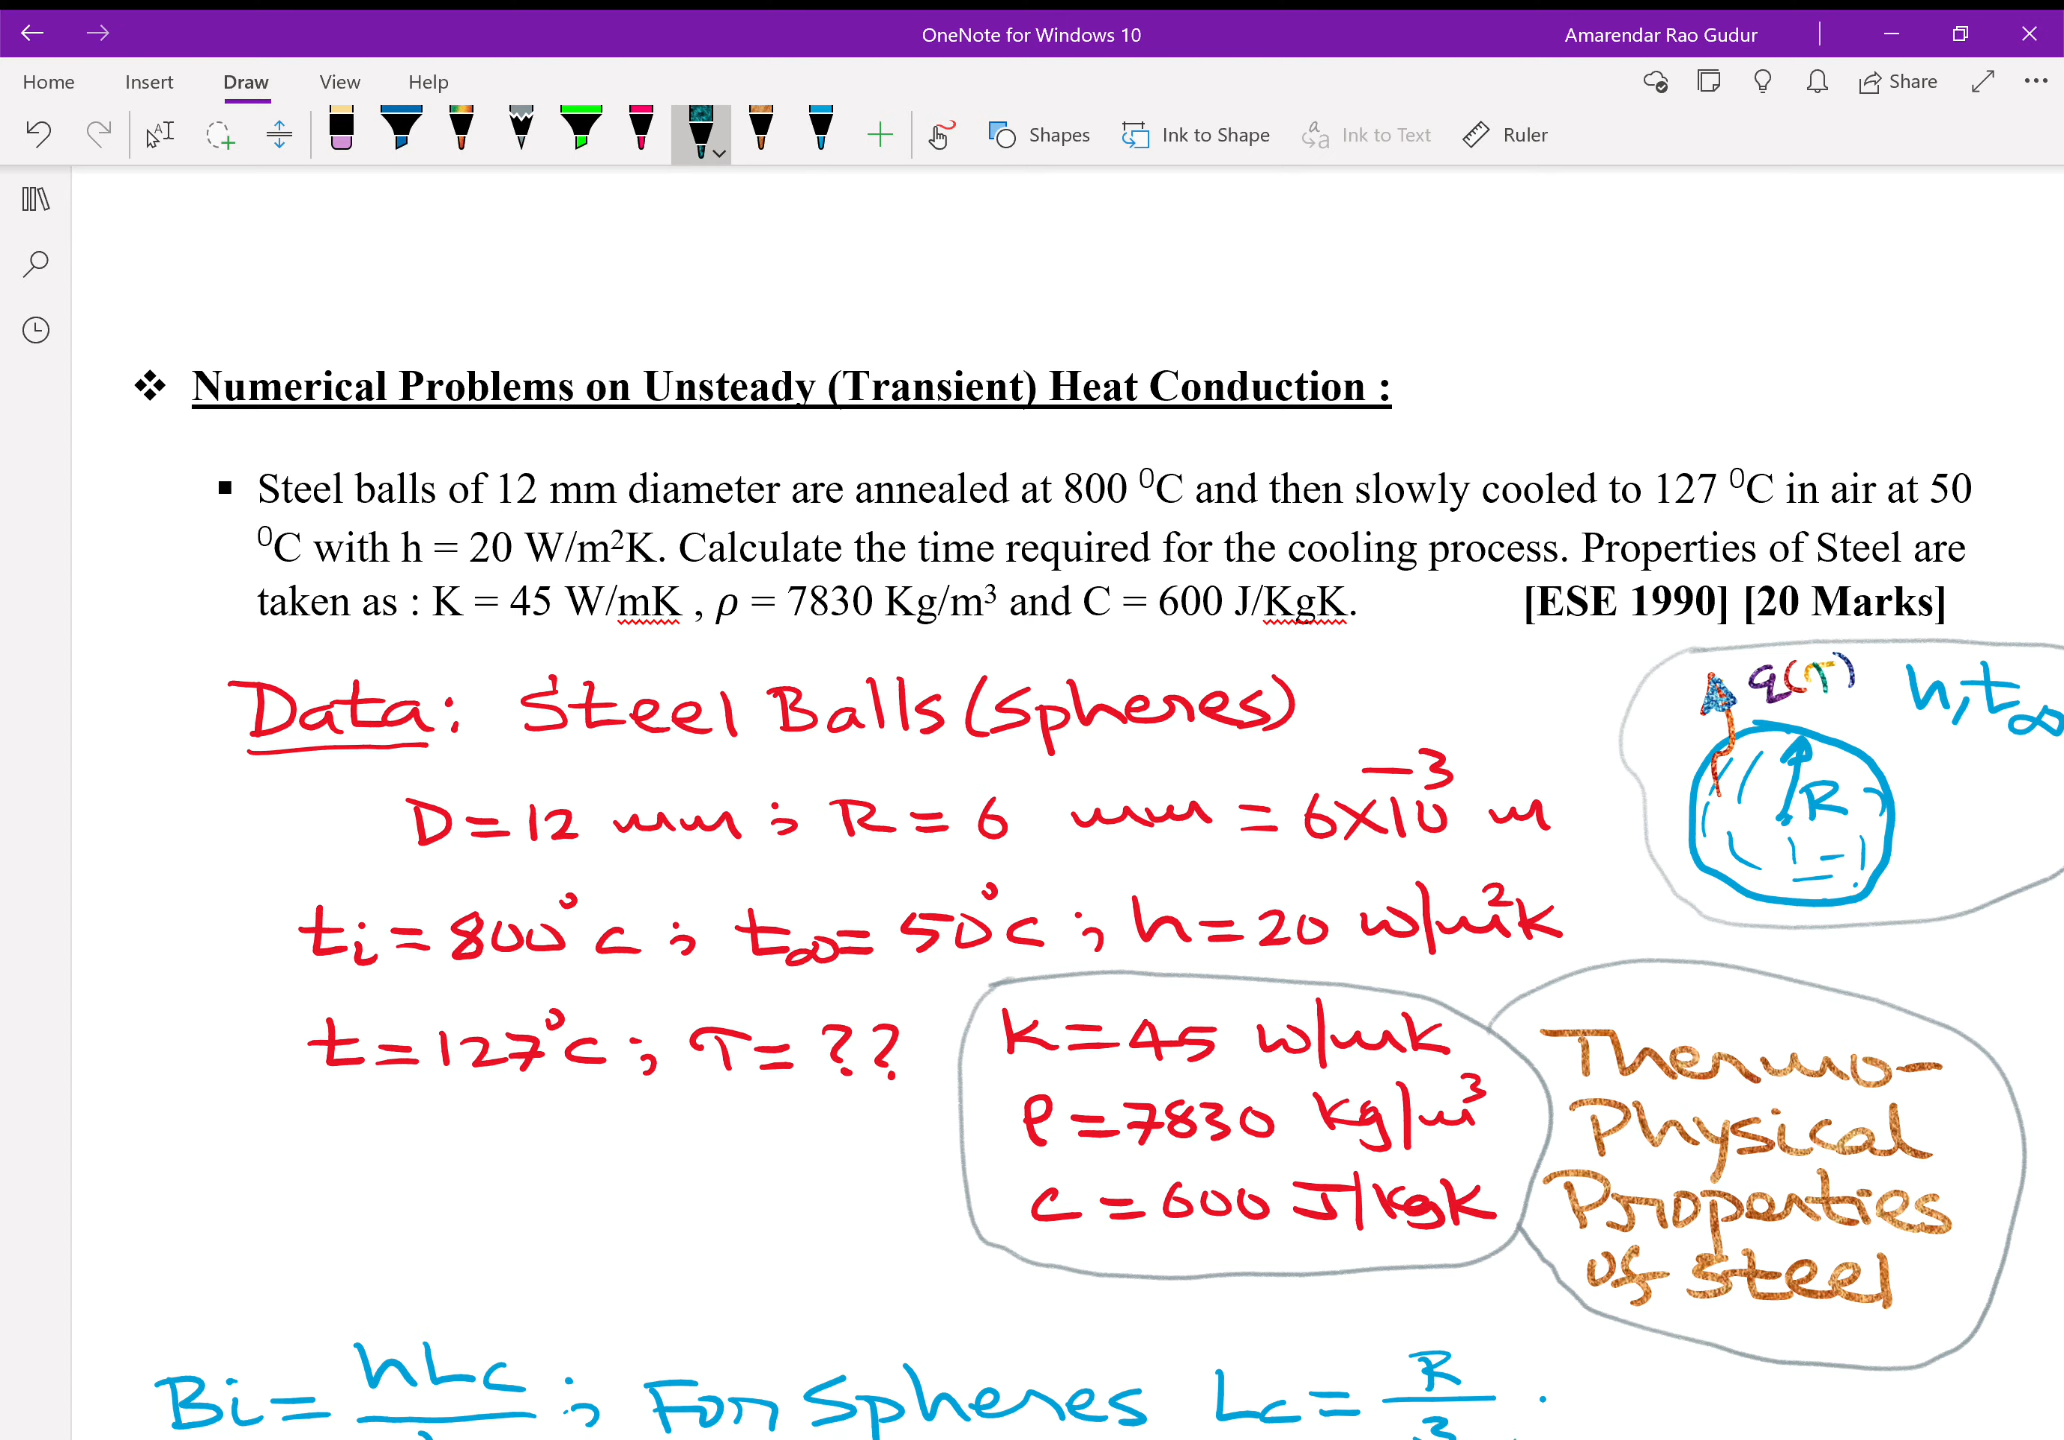 OneNote for Windows 10
Amarendar Rao Gudur
Home Insert Draw View Help
Share
Shapes Ink to Shape Ink to Text Ruler
❖ Numerical Problems on Unsteady (Transient) Heat Conduction :
▪ Steel balls of 12 mm diameter are annealed at 800 ⁰C and then slowly cooled to 127 ⁰C in air at 50
⁰C with h = 20 W/m²K. Calculate the time required for the cooling process. Properties of Steel are
taken as : K = 45 W/mK , ρ = 7830 Kg/m³ and C = 600 J/KgK. [ESE 1990] [20 Marks]
q(τ) h, t∞
R
Data: Steel Balls (spheres)
D = 12 mm ; R = 6 mm = 6×10⁻³ m
ti = 800°C ; t∞ = 50°C ; h = 20 W/m²K
t = 127°C ; τ = ??
K = 45 W/mK
ρ = 7830 kg/m³
C = 600 J/kgK
Thermo-
Physical
Properties
of Steel
Bi = hLc ; For Spheres Lc = R/3